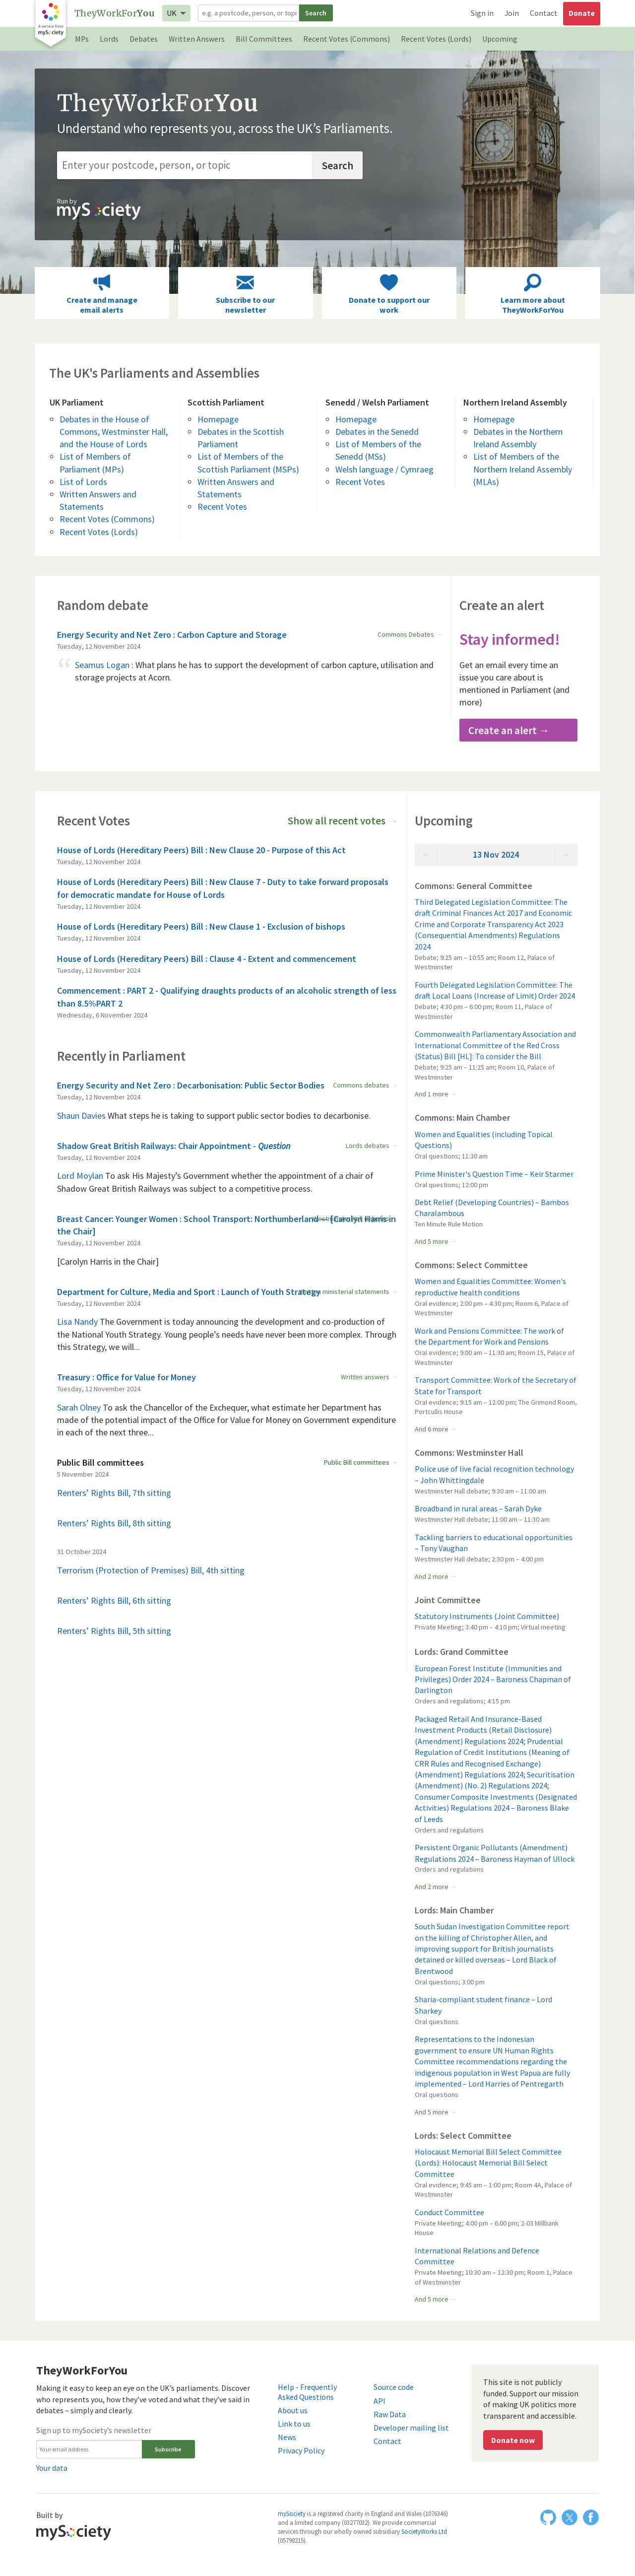 a service from
mySociety
TheyWorkForYou
UK
e.g. a postcode, person, or topi
Search
Sign in
Join
Contact
Donate
MPs
Lords
Debates
Written Answers
Bill Committees
Recent Votes (Commons)
Recent Votes (Lords)
Upcoming
TheyWorkForYou
Understand who represents you, across the UK’s Parliaments.
Enter your postcode, person, or topic
Search
Run by
mySociety
Create and manage
email alerts
Subscribe to our
newsletter
Donate to support our
work
Learn more about
TheyWorkForYou
The UK's Parliaments and Assemblies
UK Parliament
Debates in the House of
Commons, Westminster Hall,
and the House of Lords
List of Members of
Parliament (MPs)
List of Lords
Written Answers and
Statements
Recent Votes (Commons)
Recent Votes (Lords)
Scottish Parliament
Homepage
Debates in the Scottish
Parliament
List of Members of the
Scottish Parliament (MSPs)
Written Answers and
Statements
Recent Votes
Senedd / Welsh Parliament
Homepage
Debates in the Senedd
List of Members of the
Senedd (MSs)
Welsh language / Cymraeg
Recent Votes
Northern Ireland Assembly
Homepage
Debates in the Northern
Ireland Assembly
List of Members of the
Northern Ireland Assembly
(MLAs)
Random debate
Energy Security and Net Zero : Carbon Capture and Storage
Commons Debates →
Tuesday, 12 November 2024
“ Seamus Logan : What plans he has to support the development of carbon capture, utilisation and
storage projects at Acorn.
Create an alert
Stay informed!
Get an email every time an
issue you care about is
mentioned in Parliament (and
more)
Create an alert →
Recent Votes
Show all recent votes →
House of Lords (Hereditary Peers) Bill : New Clause 20 - Purpose of this Act
Tuesday, 12 November 2024
House of Lords (Hereditary Peers) Bill : New Clause 7 - Duty to take forward proposals
for democratic mandate for House of Lords
Tuesday, 12 November 2024
House of Lords (Hereditary Peers) Bill : New Clause 1 - Exclusion of bishops
Tuesday, 12 November 2024
House of Lords (Hereditary Peers) Bill : Clause 4 - Extent and commencement
Tuesday, 12 November 2024
Commencement : PART 2 - Qualifying draughts products of an alcoholic strength of less
than 8.5%PART 2
Wednesday, 6 November 2024
Recently in Parliament
Energy Security and Net Zero : Decarbonisation: Public Sector Bodies
Commons debates →
Tuesday, 12 November 2024
Shaun Davies What steps he is taking to support public sector bodies to decarbonise.
Shadow Great British Railways: Chair Appointment - Question
Lords debates →
Tuesday, 12 November 2024
Lord Moylan To ask His Majesty’s Government whether the appointment of a chair of
Shadow Great British Railways was subject to a competitive process.
Breast Cancer: Younger Women : School Transport: Northumberland – [Carolyn Harris in
the Chair]
Tuesday, 12 November 2024
[Carolyn Harris in the Chair]
Department for Culture, Media and Sport : Launch of Youth Strategy
ministerial statements →
Tuesday, 12 November 2024
Lisa Nandy The Government is today announcing the development and co-production of
the National Youth Strategy. Young people’s needs have never been more complex. Through
this Strategy, we will...
Treasury : Office for Value for Money
Written answers →
Tuesday, 12 November 2024
Sarah Olney To ask the Chancellor of the Exchequer, what estimate her Department has
made of the potential impact of the Office for Value for Money on Government expenditure
in each of the next three...
Public Bill committees
Public Bill committees →
5 November 2024
Renters’ Rights Bill, 7th sitting
Renters’ Rights Bill, 8th sitting
31 October 2024
Terrorism (Protection of Premises) Bill, 4th sitting
Renters’ Rights Bill, 6th sitting
Renters’ Rights Bill, 5th sitting
Upcoming
← 13 Nov 2024 →
Commons: General Committee
Third Delegated Legislation Committee: The
draft Criminal Finances Act 2017 and Economic
Crime and Corporate Transparency Act 2023
(Consequential Amendments) Regulations
2024
Debate; 9:25 am – 10:55 am; Room 12, Palace of
Westminster
Fourth Delegated Legislation Committee: The
draft Local Loans (Increase of Limit) Order 2024
Debate; 4:30 pm – 6:00 pm; Room 11, Palace of
Westminster
Commonwealth Parliamentary Association and
International Committee of the Red Cross
(Status) Bill [HL]: To consider the Bill
Debate; 9:25 am – 11:25 am; Room 10, Palace of
Westminster
And 1 more →
Commons: Main Chamber
Women and Equalities (including Topical
Questions)
Oral questions; 11:30 am
Prime Minister's Question Time – Keir Starmer
Oral questions; 12:00 pm
Debt Relief (Developing Countries) – Bambos
Charalambous
Ten Minute Rule Motion
And 5 more →
Commons: Select Committee
Women and Equalities Committee: Women's
reproductive health conditions
Oral evidence; 2:00 pm – 4:30 pm; Room 6, Palace of
Westminster
Work and Pensions Committee: The work of
the Department for Work and Pensions
Oral evidence; 9:00 am – 11:30 am; Room 15, Palace of
Westminster
Transport Committee: Work of the Secretary of
State for Transport
Oral evidence; 9:15 am – 12:00 pm; The Grimond Room,
Portcullis House
And 6 more →
Commons: Westminster Hall
Police use of live facial recognition technology
– John Whittingdale
Westminster Hall debate; 9:30 am – 11:00 am
Broadband in rural areas – Sarah Dyke
Westminster Hall debate; 11:00 am – 11:30 am
Tackling barriers to educational opportunities
– Tony Vaughan
Westminster Hall debate; 2:30 pm – 4:00 pm
And 2 more →
Joint Committee
Statutory Instruments (Joint Committee)
Private Meeting; 3:40 pm – 4:10 pm; Virtual meeting
Lords: Grand Committee
European Forest Institute (Immunities and
Privileges) Order 2024 – Baroness Chapman of
Darlington
Orders and regulations; 4:15 pm
Packaged Retail And Insurance-Based
Investment Products (Retail Disclosure)
(Amendment) Regulations 2024; Prudential
Regulation of Credit Institutions (Meaning of
CRR Rules and Recognised Exchange)
(Amendment) Regulations 2024; Securitisation
(Amendment) (No. 2) Regulations 2024;
Consumer Composite Investments (Designated
Activities) Regulations 2024 – Baroness Blake
of Leeds
Orders and regulations
Persistent Organic Pollutants (Amendment)
Regulations 2024 – Baroness Hayman of Ullock
Orders and regulations
And 2 more →
Lords: Main Chamber
South Sudan Investigation Committee report
on the killing of Christopher Allen, and
improving support for British journalists
detained or killed overseas – Lord Black of
Brentwood
Oral questions; 3:00 pm
Sharia-compliant student finance – Lord
Sharkey
Oral questions
Representations to the Indonesian
government to ensure UN Human Rights
Committee recommendations regarding the
indigenous population in West Papua are fully
implemented – Lord Harries of Pentregarth
Oral questions
And 5 more →
Lords: Select Committee
Holocaust Memorial Bill Select Committee
(Lords): Holocaust Memorial Bill Select
Committee
Oral evidence; 9:45 am – 1:00 pm; Room 4A, Palace of
Westminster
Conduct Committee
Private Meeting; 4:00 pm – 6:00 pm; 2-03 Millbank
House
International Relations and Defence
Committee
Private Meeting; 10:30 am – 12:30 pm; Room 1, Palace
of Westminster
And 5 more →
TheyWorkForYou
Making it easy to keep an eye on the UK’s parliaments. Discover
who represents you, how they’ve voted and what they’ve said in
debates – simply and clearly.
Sign up to mySociety’s newsletter
Your email address
Subscribe
Your data
Help - Frequently
Asked Questions
About us
Link to us
News
Privacy Policy
Source code
API
Raw Data
Developer mailing list
Contact
This site is not publicly
funded. Support our mission
of making UK politics more
transparent and accessible.
Donate now
Built by
mySociety
mySociety is a registered charity in England and Wales (1076346)
and a limited company (03277032). We provide commercial
services through our wholly owned subsidiary SocietyWorks Ltd
(05798215).